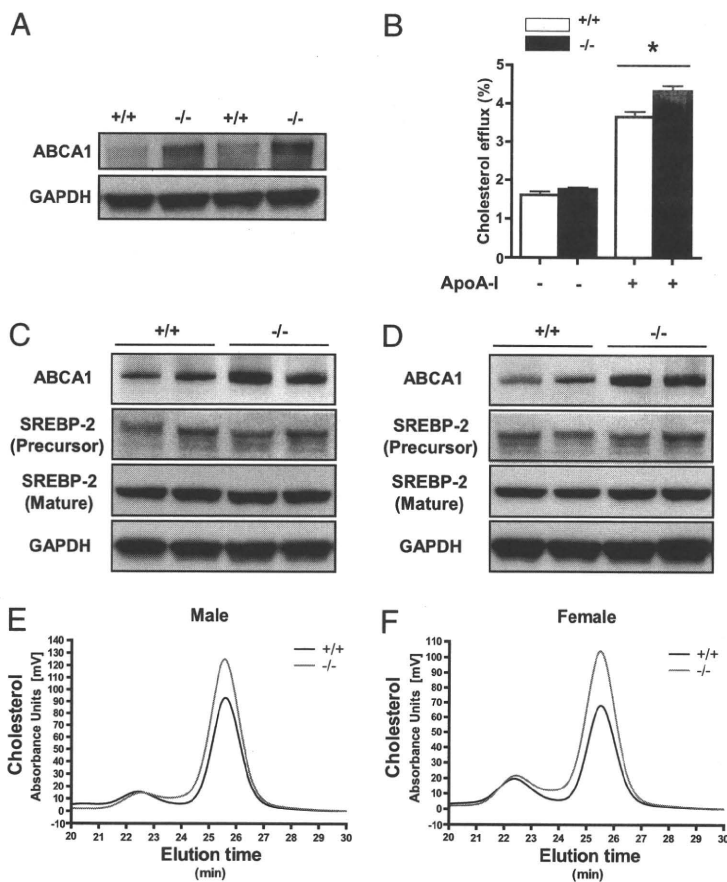 A
+/+ -/- +/+ -/-
ABCA1
GAPDH
B
+/+
-/-
*
5
4
3
2
1
0
Cholesterol efflux (%)
ApoA-I - - + +
C
+/+ -/-
ABCA1
SREBP-2
(Precursor)
SREBP-2
(Mature)
GAPDH
D
+/+ -/-
ABCA1
SREBP-2
(Precursor)
SREBP-2
(Mature)
GAPDH
E
Male
+/+
-/-
140
130
120
110
100
90
80
70
60
50
40
30
20
10
0
-10
Cholesterol
Absorbance Units [mV]
20 21 22 23 24 25 26 27 28 29 30
Elution time
(min)
F
Female
+/+
-/-
110
100
90
80
70
60
50
40
30
20
10
0
-10
Cholesterol
Absorbance Units [mV]
20 21 22 23 24 25 26 27 28 29 30
Elution time
(min)